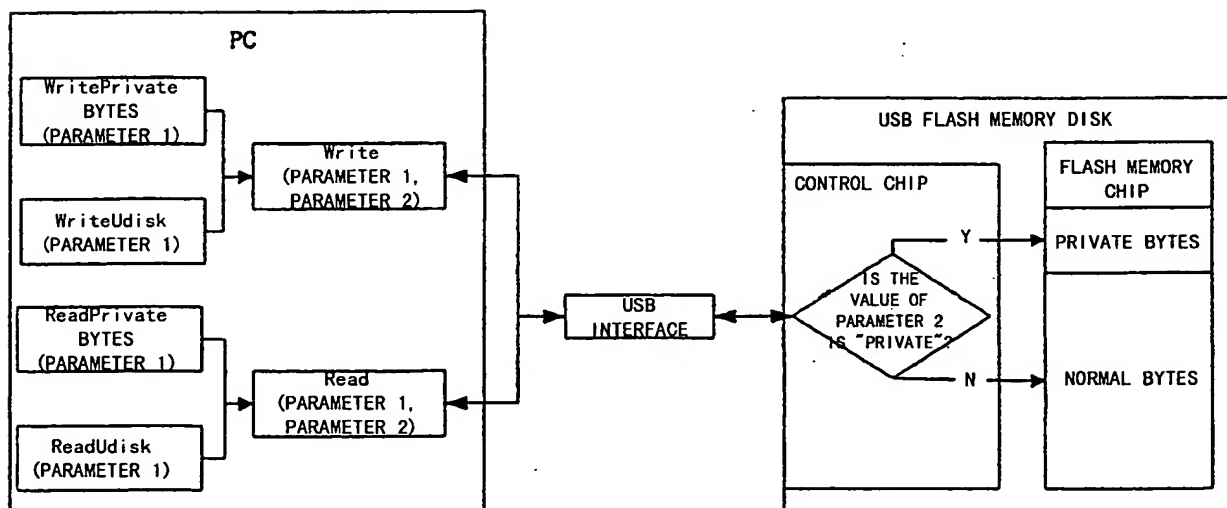 PC
WritePrivate
BYTES
(PARAMETER 1)
WriteUdisk
(PARAMETER 1)
Write
(PARAMETER 1,
PARAMETER 2)
ReadPrivate
BYTES
(PARAMETER 1)
ReadUdisk
(PARAMETER 1)
Read
(PARAMETER 1,
PARAMETER 2)
USB
INTERFACE
USB FLASH MEMORY DISK
CONTROL CHIP
IS THE
VALUE OF
PARAMETER 2
IS "PRIVATE"?
Y
N
FLASH MEMORY
CHIP
PRIVATE BYTES
NORMAL BYTES